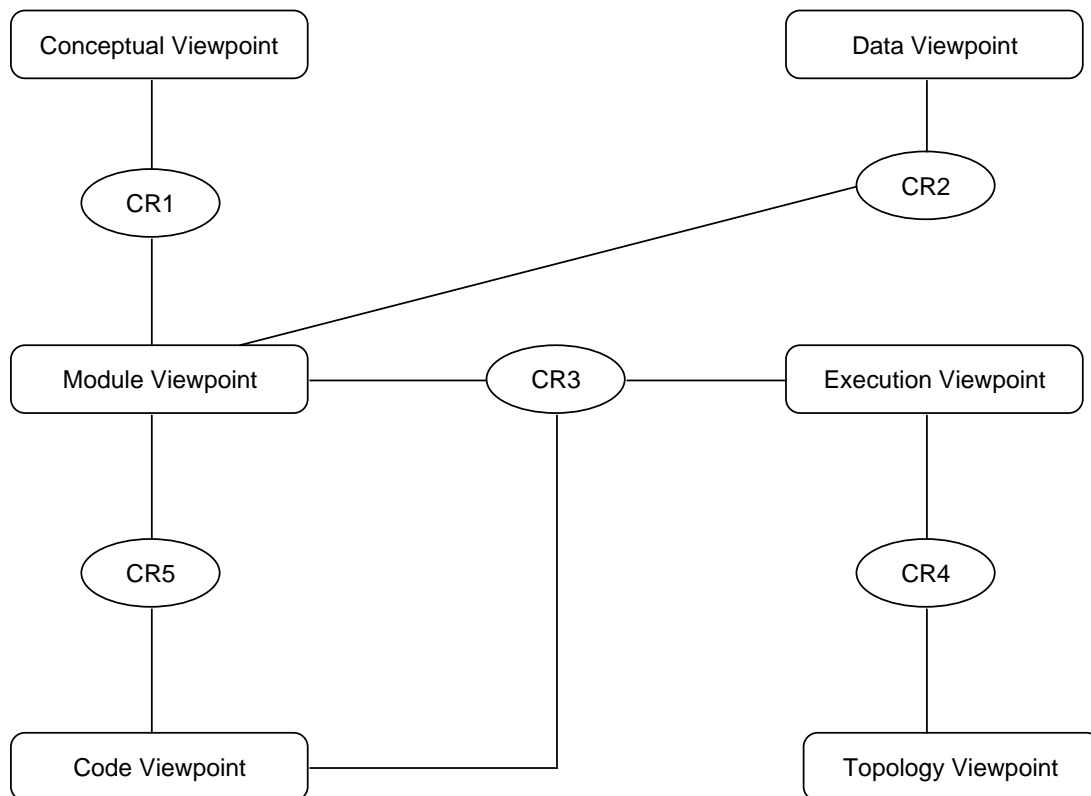 Conceptual Viewpoint
Data Viewpoint
CR1
CR2
Module Viewpoint
CR3
Execution Viewpoint
CR5
CR4
Code Viewpoint
Topology Viewpoint